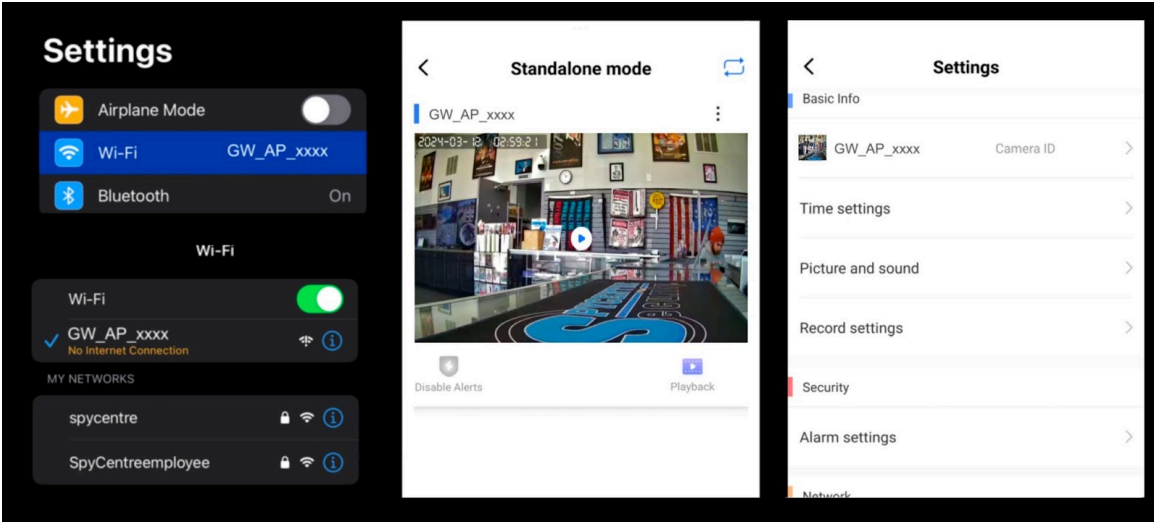 Settings
Airplane Mode
Wi-Fi GW_AP_xxxx
Bluetooth On
Wi-Fi
Wi-Fi
GW_AP_xxxx
No Internet Connection
MY NETWORKS
spycentre
SpyCentreemployee
Standalone mode
GW_AP_xxxx
2024-03-12 02:59:21
Disable Alerts
Playback
Settings
Basic Info
GW_AP_xxxx Camera ID
Time settings
Picture and sound
Record settings
Security
Alarm settings
Network